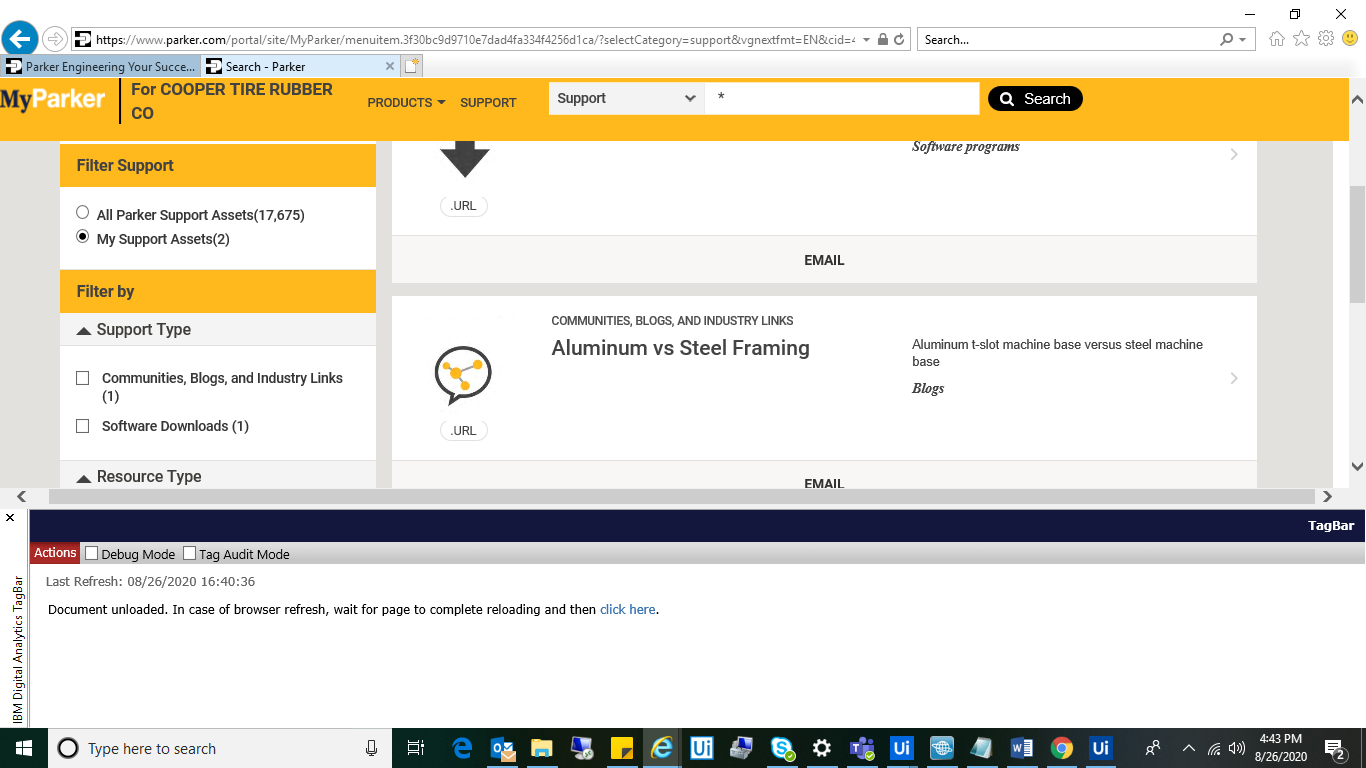 https://www.parker.com/portal/site/MyParker/menuitem.3f30bc9d9710e7dad4fa334f4256d1ca/?selectCategory=support&vgnextfmt=EN&cid=
Search...
Parker Engineering Your Succe...
Search - Parker
MyParker
For COOPER TIRE RUBBER
CO
PRODUCTS
SUPPORT
Support
*
Search
Filter Support
All Parker Support Assets(17,675)
My Support Assets(2)
Filter by
Support Type
Communities, Blogs, and Industry Links
(1)
Software Downloads (1)
Resource Type
Software programs
.URL
EMAIL
COMMUNITIES, BLOGS, AND INDUSTRY LINKS
Aluminum vs Steel Framing
Aluminum t-slot machine base versus steel machine
base
Blogs
.URL
EMAIL
IBM Digital Analytics TagBar
TagBar
Actions
Debug Mode
Tag Audit Mode
Last Refresh: 08/26/2020 16:40:36
Document unloaded. In case of browser refresh, wait for page to complete reloading and then click here.
Type here to search
Ui
Ui
Ui
4:43 PM
8/26/2020
2